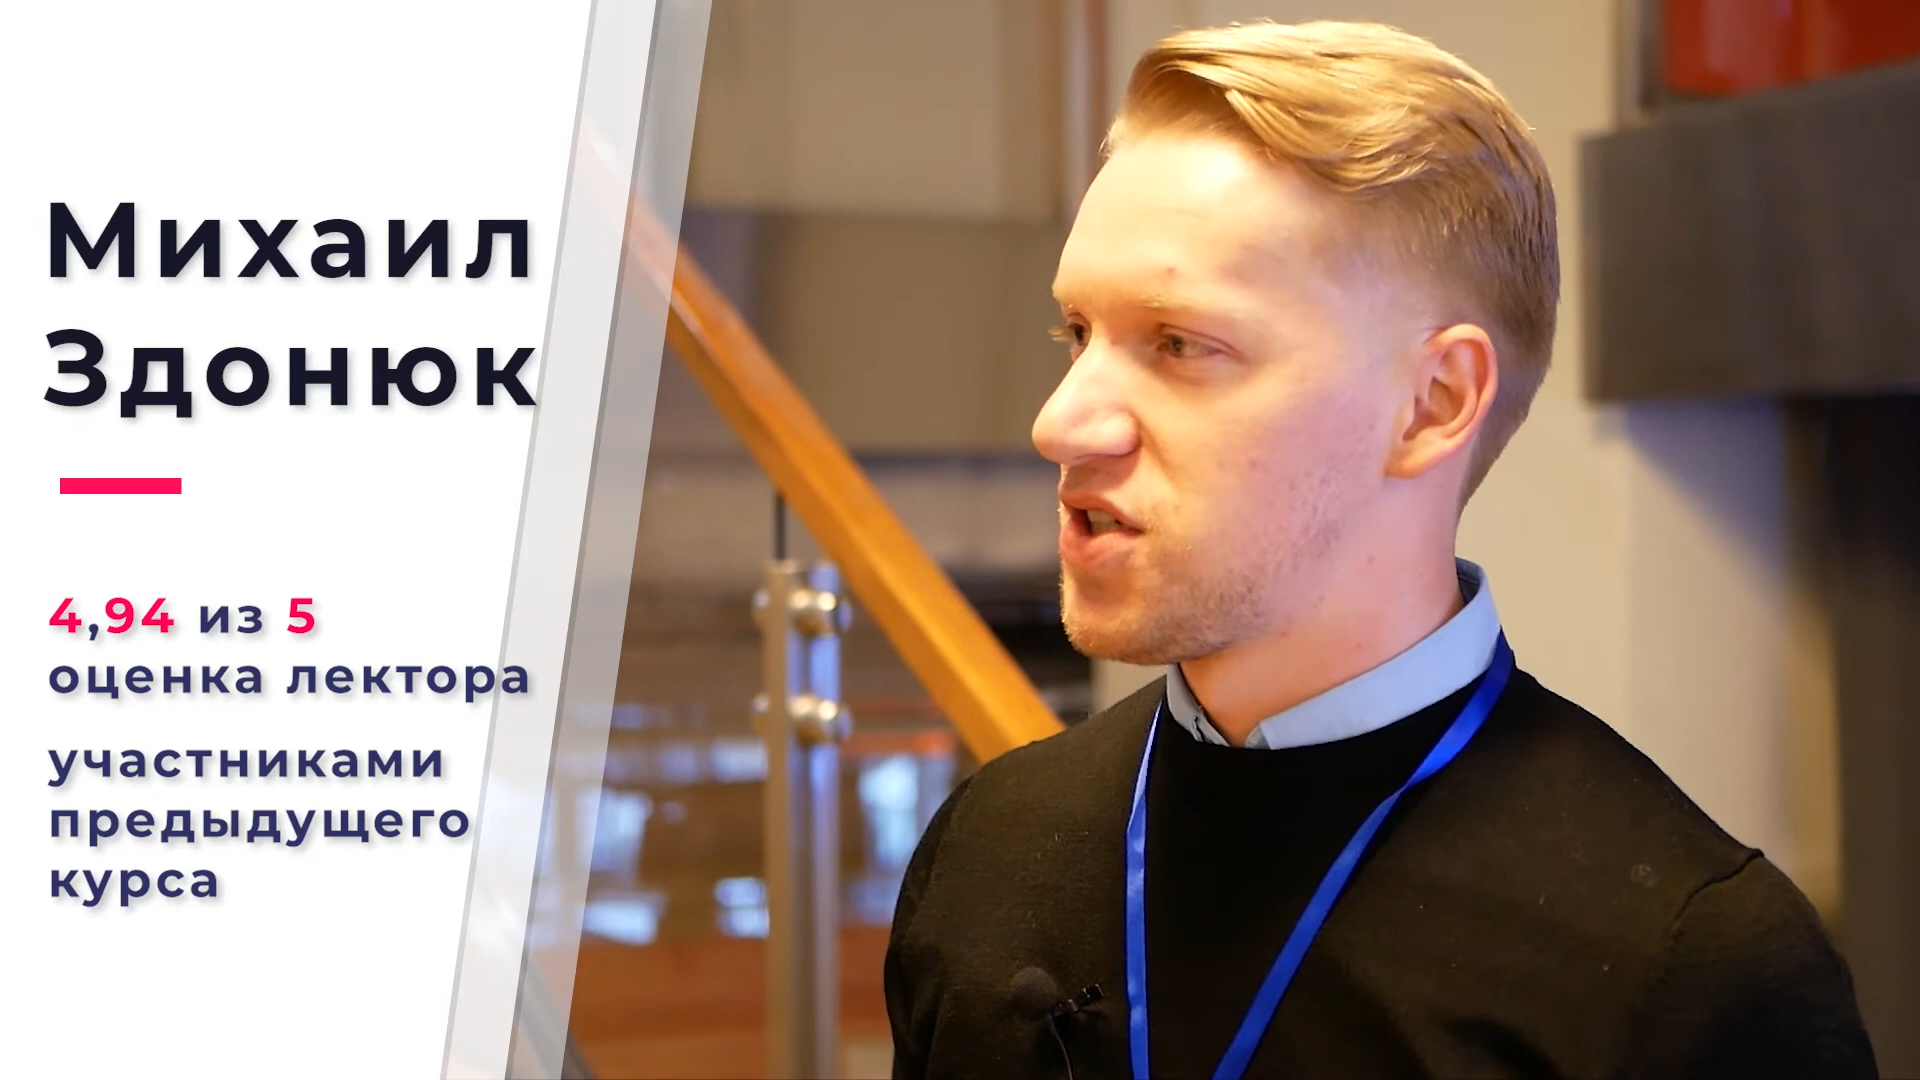 Михаил
Здонюк
4,94 из 5
оценка лектора
участниками
предыдущего
курса